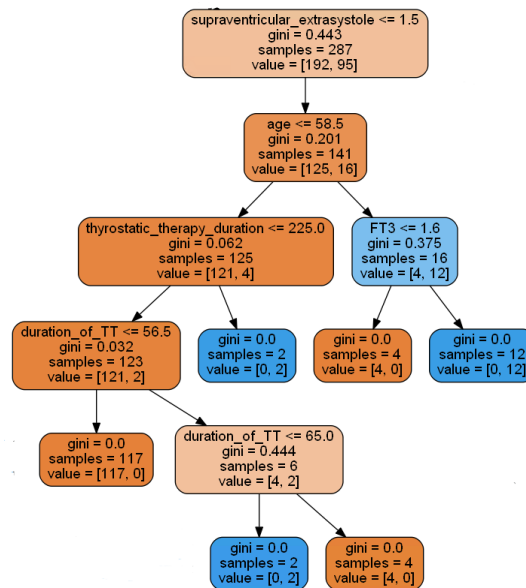 supraventricular_extrasystole <= 1.5
gini = 0.443
samples = 287
value = [192, 95]
age <= 58.5
gini = 0.201
samples = 141
value = [125, 16]
thyrostatic_therapy_duration <= 225.0
gini = 0.062
samples = 125
value = [121, 4]
FT3 <= 1.6
gini = 0.375
samples = 16
value = [4, 12]
duration_of_TT <= 56.5
gini = 0.032
samples = 123
value = [121, 2]
gini = 0.0
samples = 2
value = [0, 2]
gini = 0.0
samples = 4
value = [4, 0]
gini = 0.0
samples = 12
value = [0, 12]
gini = 0.0
samples = 117
value = [117, 0]
duration_of_TT <= 65.0
gini = 0.444
samples = 6
value = [4, 2]
gini = 0.0
samples = 2
value = [0, 2]
gini = 0.0
samples = 4
value = [4, 0]